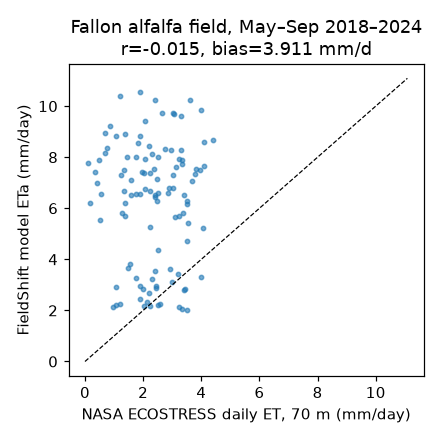 Fallon alfalfa field, May–Sep 2018–2024
r=-0.015, bias=3.911 mm/d
FieldShift model ETa (mm/day)
10
8
6
4
2
0
0 2 4 6 8 10
NASA ECOSTRESS daily ET, 70 m (mm/day)